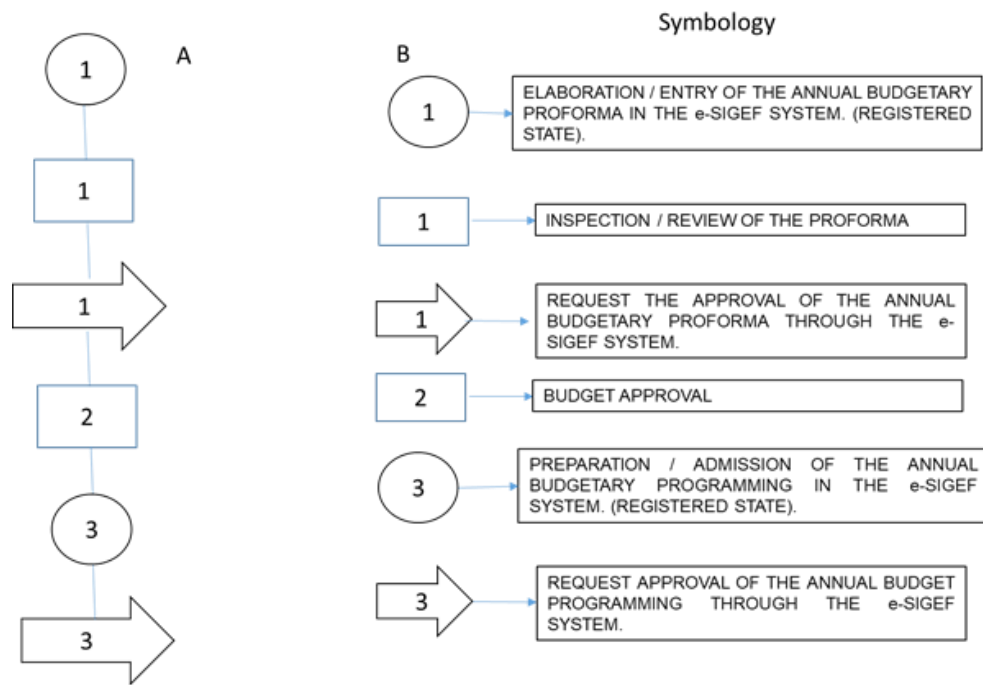 Symbology
A
1
1
1
2
3
3
B
1
ELABORATION / ENTRY OF THE ANNUAL BUDGETARY
PROFORMA IN THE e-SIGEF SYSTEM. (REGISTERED
STATE).
1
INSPECTION / REVIEW OF THE PROFORMA
1
REQUEST THE APPROVAL OF THE ANNUAL
BUDGETARY PROFORMA THROUGH THE e-
SIGEF SYSTEM.
2
BUDGET APPROVAL
3
PREPARATION / ADMISSION OF THE ANNUAL
BUDGETARY PROGRAMMING IN THE e-SIGEF
SYSTEM. (REGISTERED STATE).
3
REQUEST APPROVAL OF THE ANNUAL BUDGET
PROGRAMMING THROUGH THE e-SIGEF
SYSTEM.